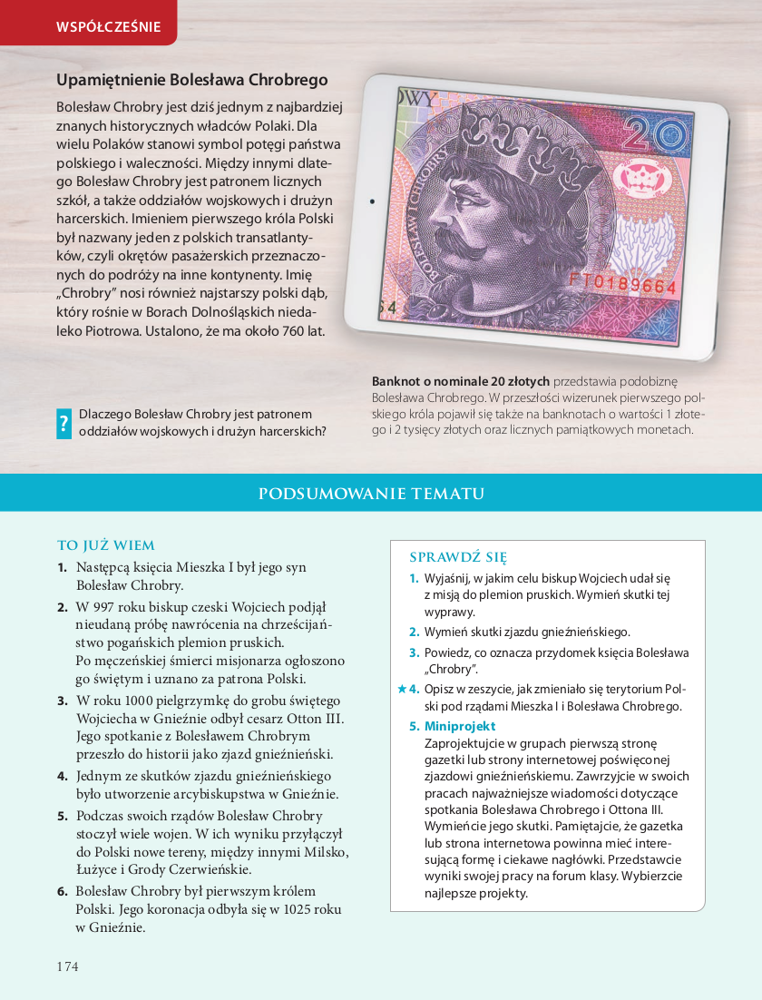 WSPÓŁCZEŚNIE
Upamiętnienie Bolesława Chrobrego
Bolesław Chrobry jest dziś jednym z najbardziej
znanych historycznych władców Polaki. Dla
wielu Polaków stanowi symbol potęgi państwa
polskiego i waleczności. Między innymi dlate-
go Bolesław Chrobry jest patronem licznych
szkół, a także oddziałów wojskowych i drużyn
harcerskich. Imieniem pierwszego króla Polski
był nazwany jeden z polskich transatlanty-
ków, czyli okrętów pasażerskich przeznaczo-
nych do podróży na inne kontynenty. Imię
„Chrobry” nosi również najstarszy polski dąb,
który rośnie w Borach Dolnośląskich nieda-
leko Piotrowa. Ustalono, że ma około 760 lat.
? Dlaczego Bolesław Chrobry jest patronem
oddziałów wojskowych i drużyn harcerskich?
OWY
20
BOLESŁAW I CHROBRY
FT0189664
64
Banknot o nominale 20 złotych przedstawia podobiznę
Bolesława Chrobrego. W przeszłości wizerunek pierwszego pol-
skiego króla pojawił się także na banknotach o wartości 1 złote-
go i 2 tysięcy złotych oraz licznych pamiątkowych monetach.
PODSUMOWANIE TEMATU
TO JUŻ WIEM
1. Następcą księcia Mieszka I był jego syn
Bolesław Chrobry.
2. W 997 roku biskup czeski Wojciech podjął
nieudaną próbę nawrócenia na chrześcijań-
stwo pogańskich plemion pruskich.
Po męczeńskiej śmierci misjonarza ogłoszono
go świętym i uznano za patrona Polski.
3. W roku 1000 pielgrzymkę do grobu świętego
Wojciecha w Gnieźnie odbył cesarz Otton III.
Jego spotkanie z Bolesławem Chrobrym
przeszło do historii jako zjazd gnieźnieński.
4. Jednym ze skutków zjazdu gnieźnieńskiego
było utworzenie arcybiskupstwa w Gnieźnie.
5. Podczas swoich rządów Bolesław Chrobry
stoczył wiele wojen. W ich wyniku przyłączył
do Polski nowe tereny, między innymi Milsko,
Łużyce i Grody Czerwieńskie.
6. Bolesław Chrobry był pierwszym królem
Polski. Jego koronacja odbyła się w 1025 roku
w Gnieźnie.
SPRAWDŹ SIĘ
1. Wyjaśnij, w jakim celu biskup Wojciech udał się
z misją do plemion pruskich. Wymień skutki tej
wyprawy.
2. Wymień skutki zjazdu gnieźnieńskiego.
3. Powiedz, co oznacza przydomek księcia Bolesława
„Chrobry”.
★ 4. Opisz w zeszycie, jak zmieniało się terytorium Pol-
ski pod rządami Mieszka I i Bolesława Chrobrego.
5. Miniprojekt
Zaprojektujcie w grupach pierwszą stronę
gazetki lub strony internetowej poświęconej
zjazdowi gnieźnieńskiemu. Zawrzyjcie w swoich
pracach najważniejsze wiadomości dotyczące
spotkania Bolesława Chrobrego i Ottona III.
Wymieńcie jego skutki. Pamiętajcie, że gazetka
lub strona internetowa powinna mieć intere-
sującą formę i ciekawe nagłówki. Przedstawcie
wyniki swojej pracy na forum klasy. Wybierzcie
najlepsze projekty.
174